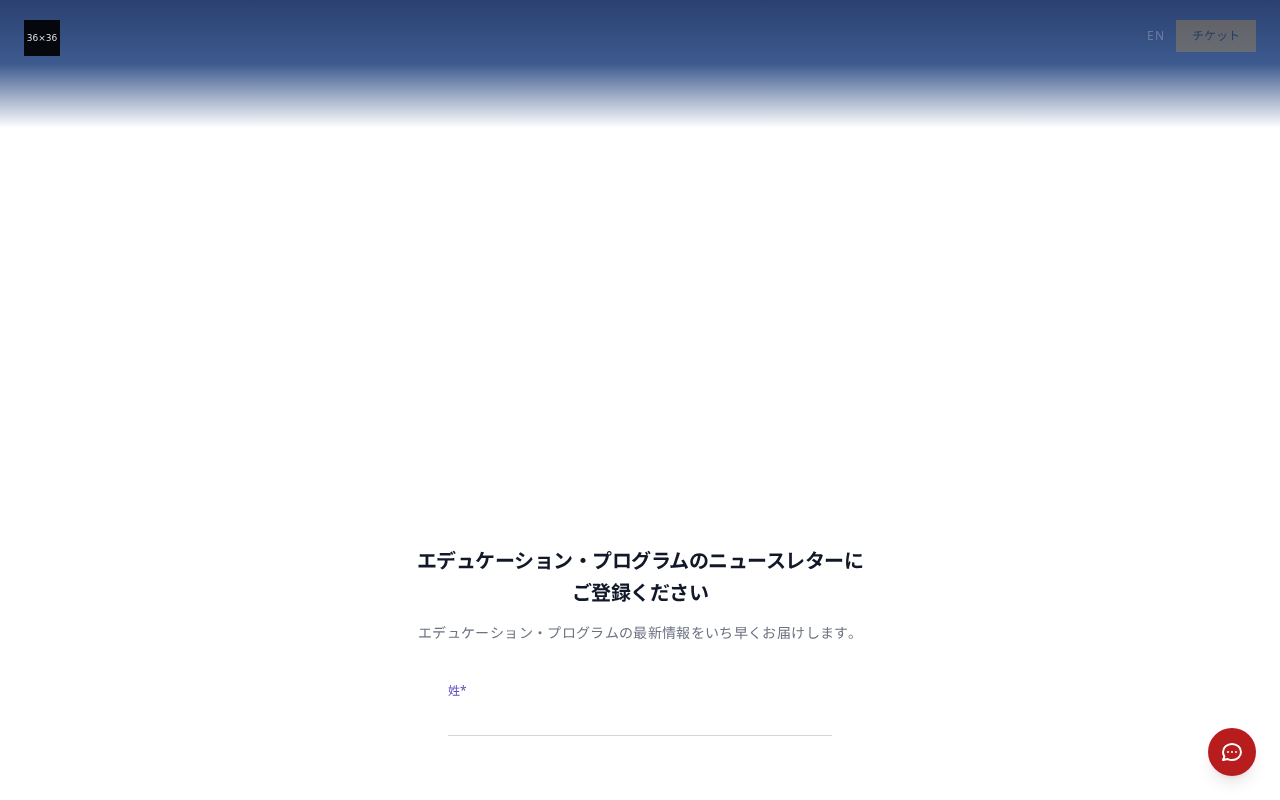 36×36
EN
チケット
エデュケーション・プログラムのニュースレターに
ご登録ください
エデュケーション・プログラムの最新情報をいち早くお届けします。
姓*